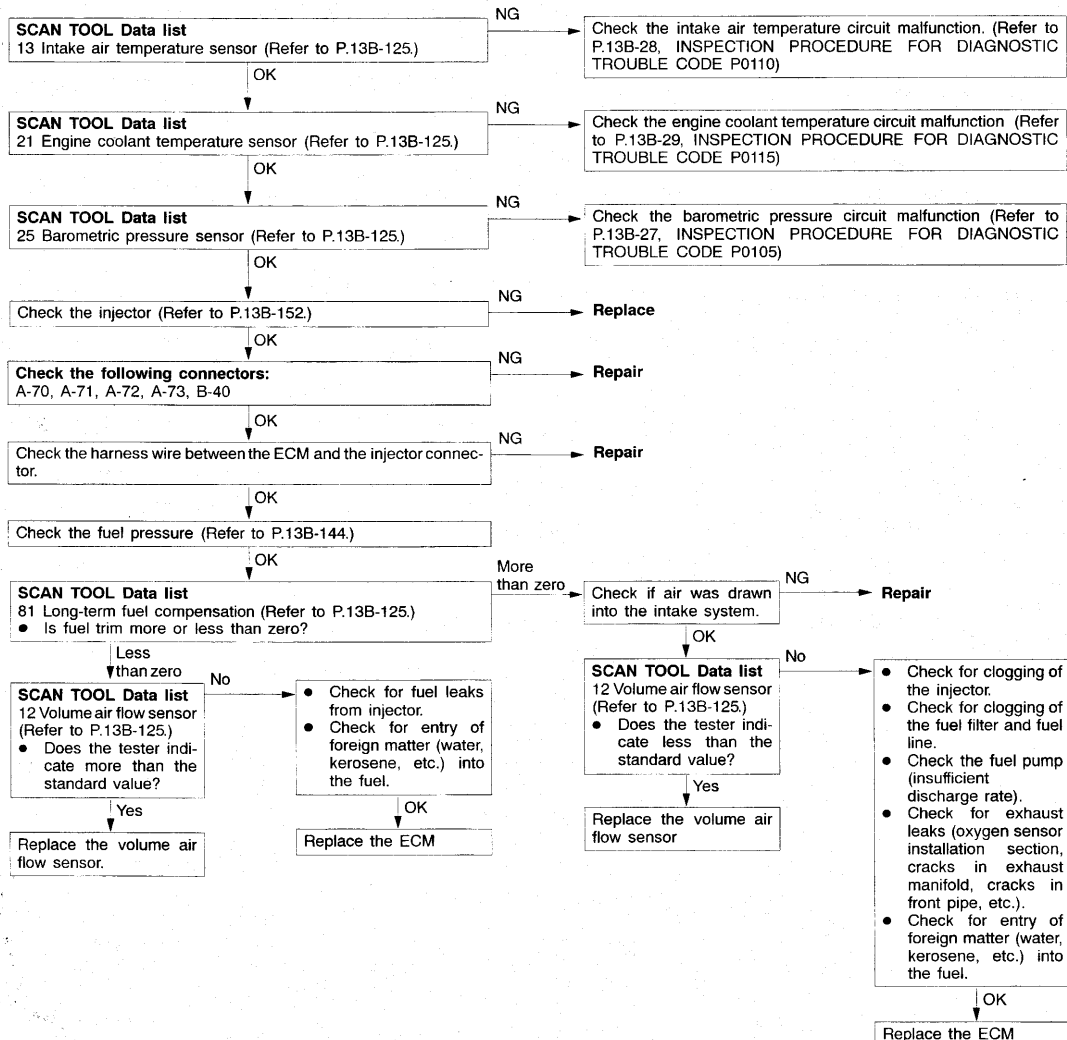 SCAN TOOL Data list
13 Intake air temperature sensor (Refer to P.13B-125.)
NG
Check the intake air temperature circuit malfunction. (Refer to
P.13B-28, INSPECTION PROCEDURE FOR DIAGNOSTIC
TROUBLE CODE P0110)
OK
SCAN TOOL Data list
21 Engine coolant temperature sensor (Refer to P.13B-125.)
NG
Check the engine coolant temperature circuit malfunction (Refer
to P.13B-29, INSPECTION PROCEDURE FOR DIAGNOSTIC
TROUBLE CODE P0115)
OK
SCAN TOOL Data list
25 Barometric pressure sensor (Refer to P.13B-125.)
NG
Check the barometric pressure circuit malfunction (Refer to
P.13B-27, INSPECTION PROCEDURE FOR DIAGNOSTIC
TROUBLE CODE P0105)
OK
Check the injector (Refer to P.13B-152.)
NG
Replace
OK
Check the following connectors:
A-70, A-71, A-72, A-73, B-40
NG
Repair
OK
Check the harness wire between the ECM and the injector connec-
tor.
NG
Repair
OK
Check the fuel pressure (Refer to P.13B-144.)
OK
SCAN TOOL Data list
81 Long-term fuel compensation (Refer to P.13B-125.)
● Is fuel trim more or less than zero?
More
than zero
Check if air was drawn
into the intake system.
NG
Repair
Less
than zero
SCAN TOOL Data list
12 Volume air flow sensor
(Refer to P.13B-125.)
● Does the tester indi-
cate more than the
standard value?
No
● Check for fuel leaks
from injector.
● Check for entry of
foreign matter (water,
kerosene, etc.) into
the fuel.
Yes
Replace the volume air
flow sensor.
OK
Replace the ECM
OK
SCAN TOOL Data list
12 Volume air flow sensor
(Refer to P.13B-125.)
● Does the tester indi-
cate less than the
standard value?
Yes
Replace the volume air
flow sensor
No
● Check for clogging of
the injector.
● Check for clogging of
the fuel filter and fuel
line.
● Check the fuel pump
(insufficient
discharge rate).
● Check for exhaust
leaks (oxygen sensor
installation section,
cracks in exhaust
manifold, cracks in
front pipe, etc.).
● Check for entry of
foreign matter (water,
kerosene, etc.) into
the fuel.
OK
Replace the ECM